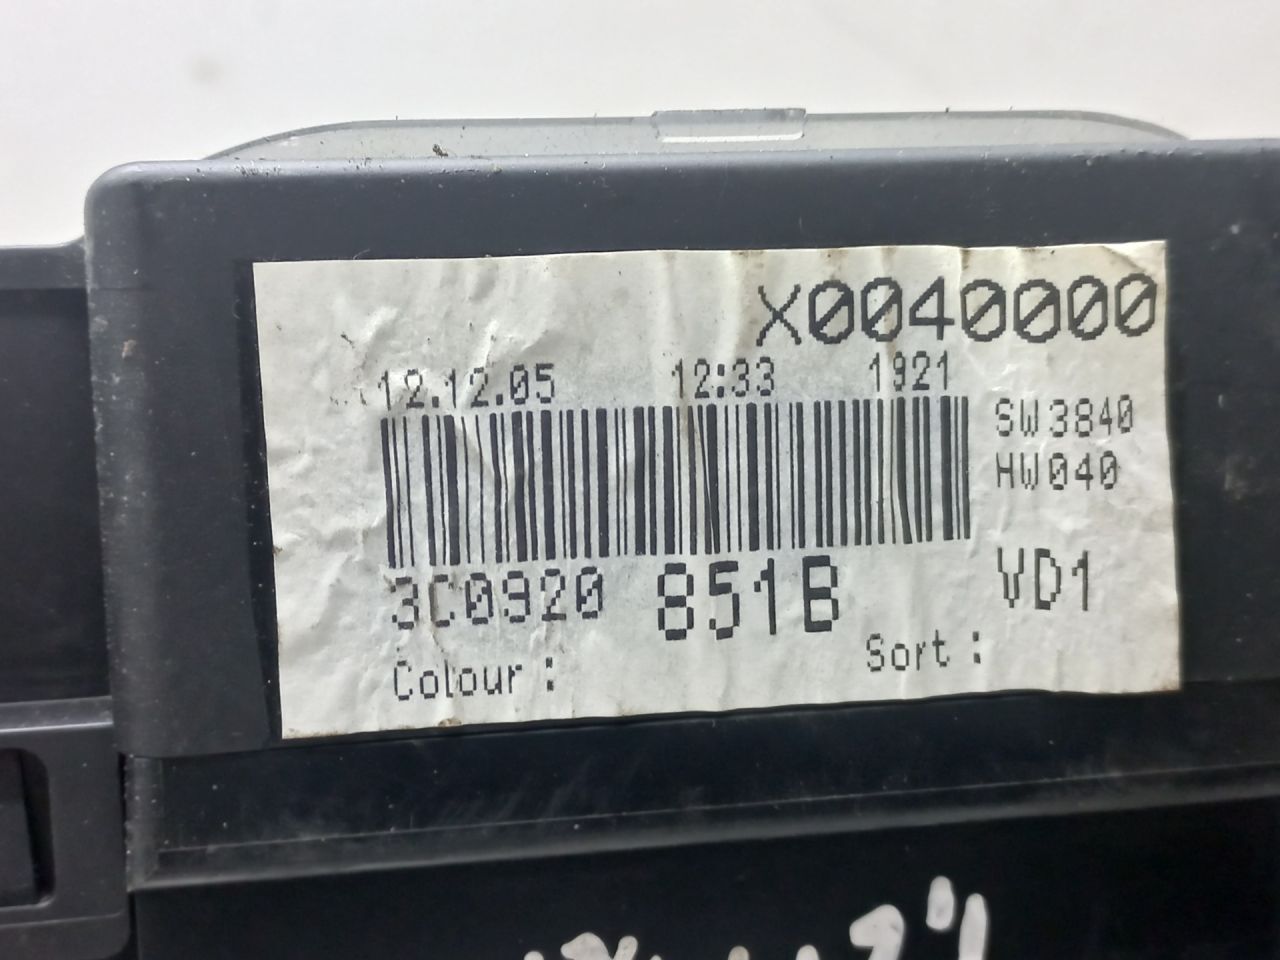 X0040000
12.12.05 12:33 1921
SW3840
HW040
3C0920 851B VD1
Colour : Sort :